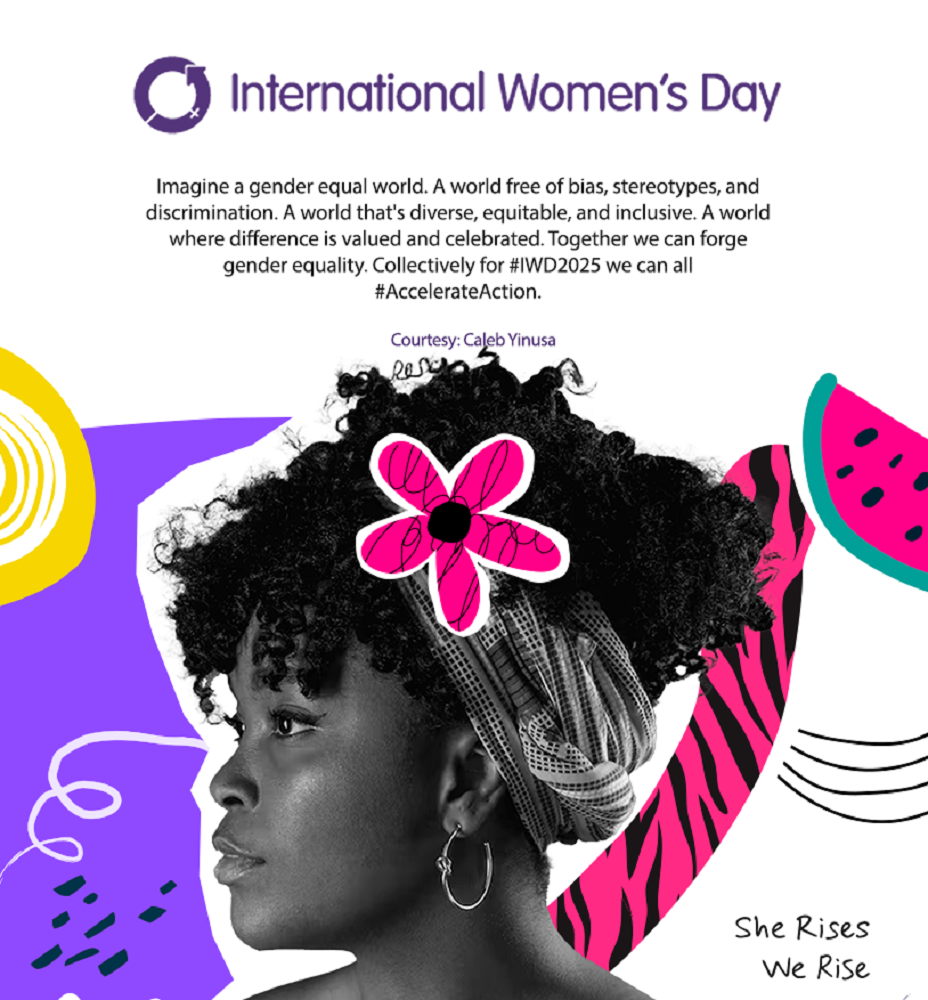 International Women's Day
Imagine a gender equal world. A world free of bias, stereotypes, and
discrimination. A world that's diverse, equitable, and inclusive. A world
where difference is valued and celebrated. Together we can forge
gender equality. Collectively for #IWD2025 we can all
#AccelerateAction.
Courtesy: Caleb Yinusa
She Rises
We Rise